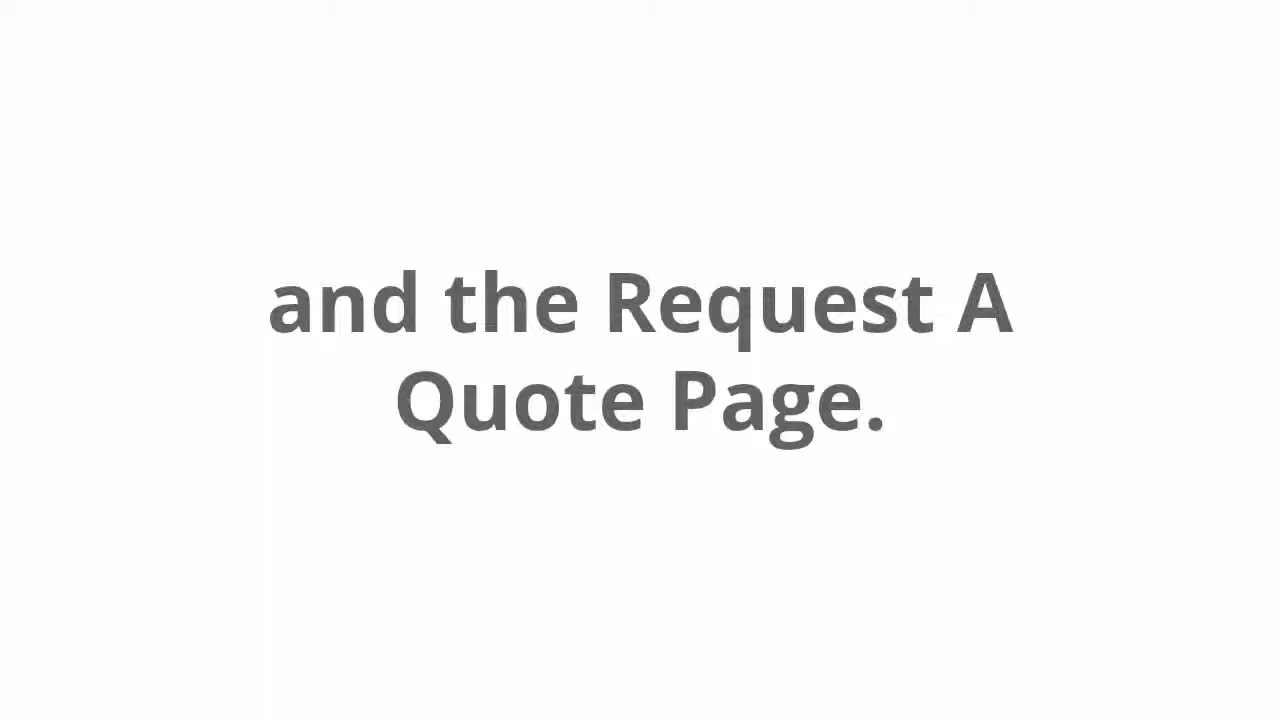 and the Request A
Quote Page.